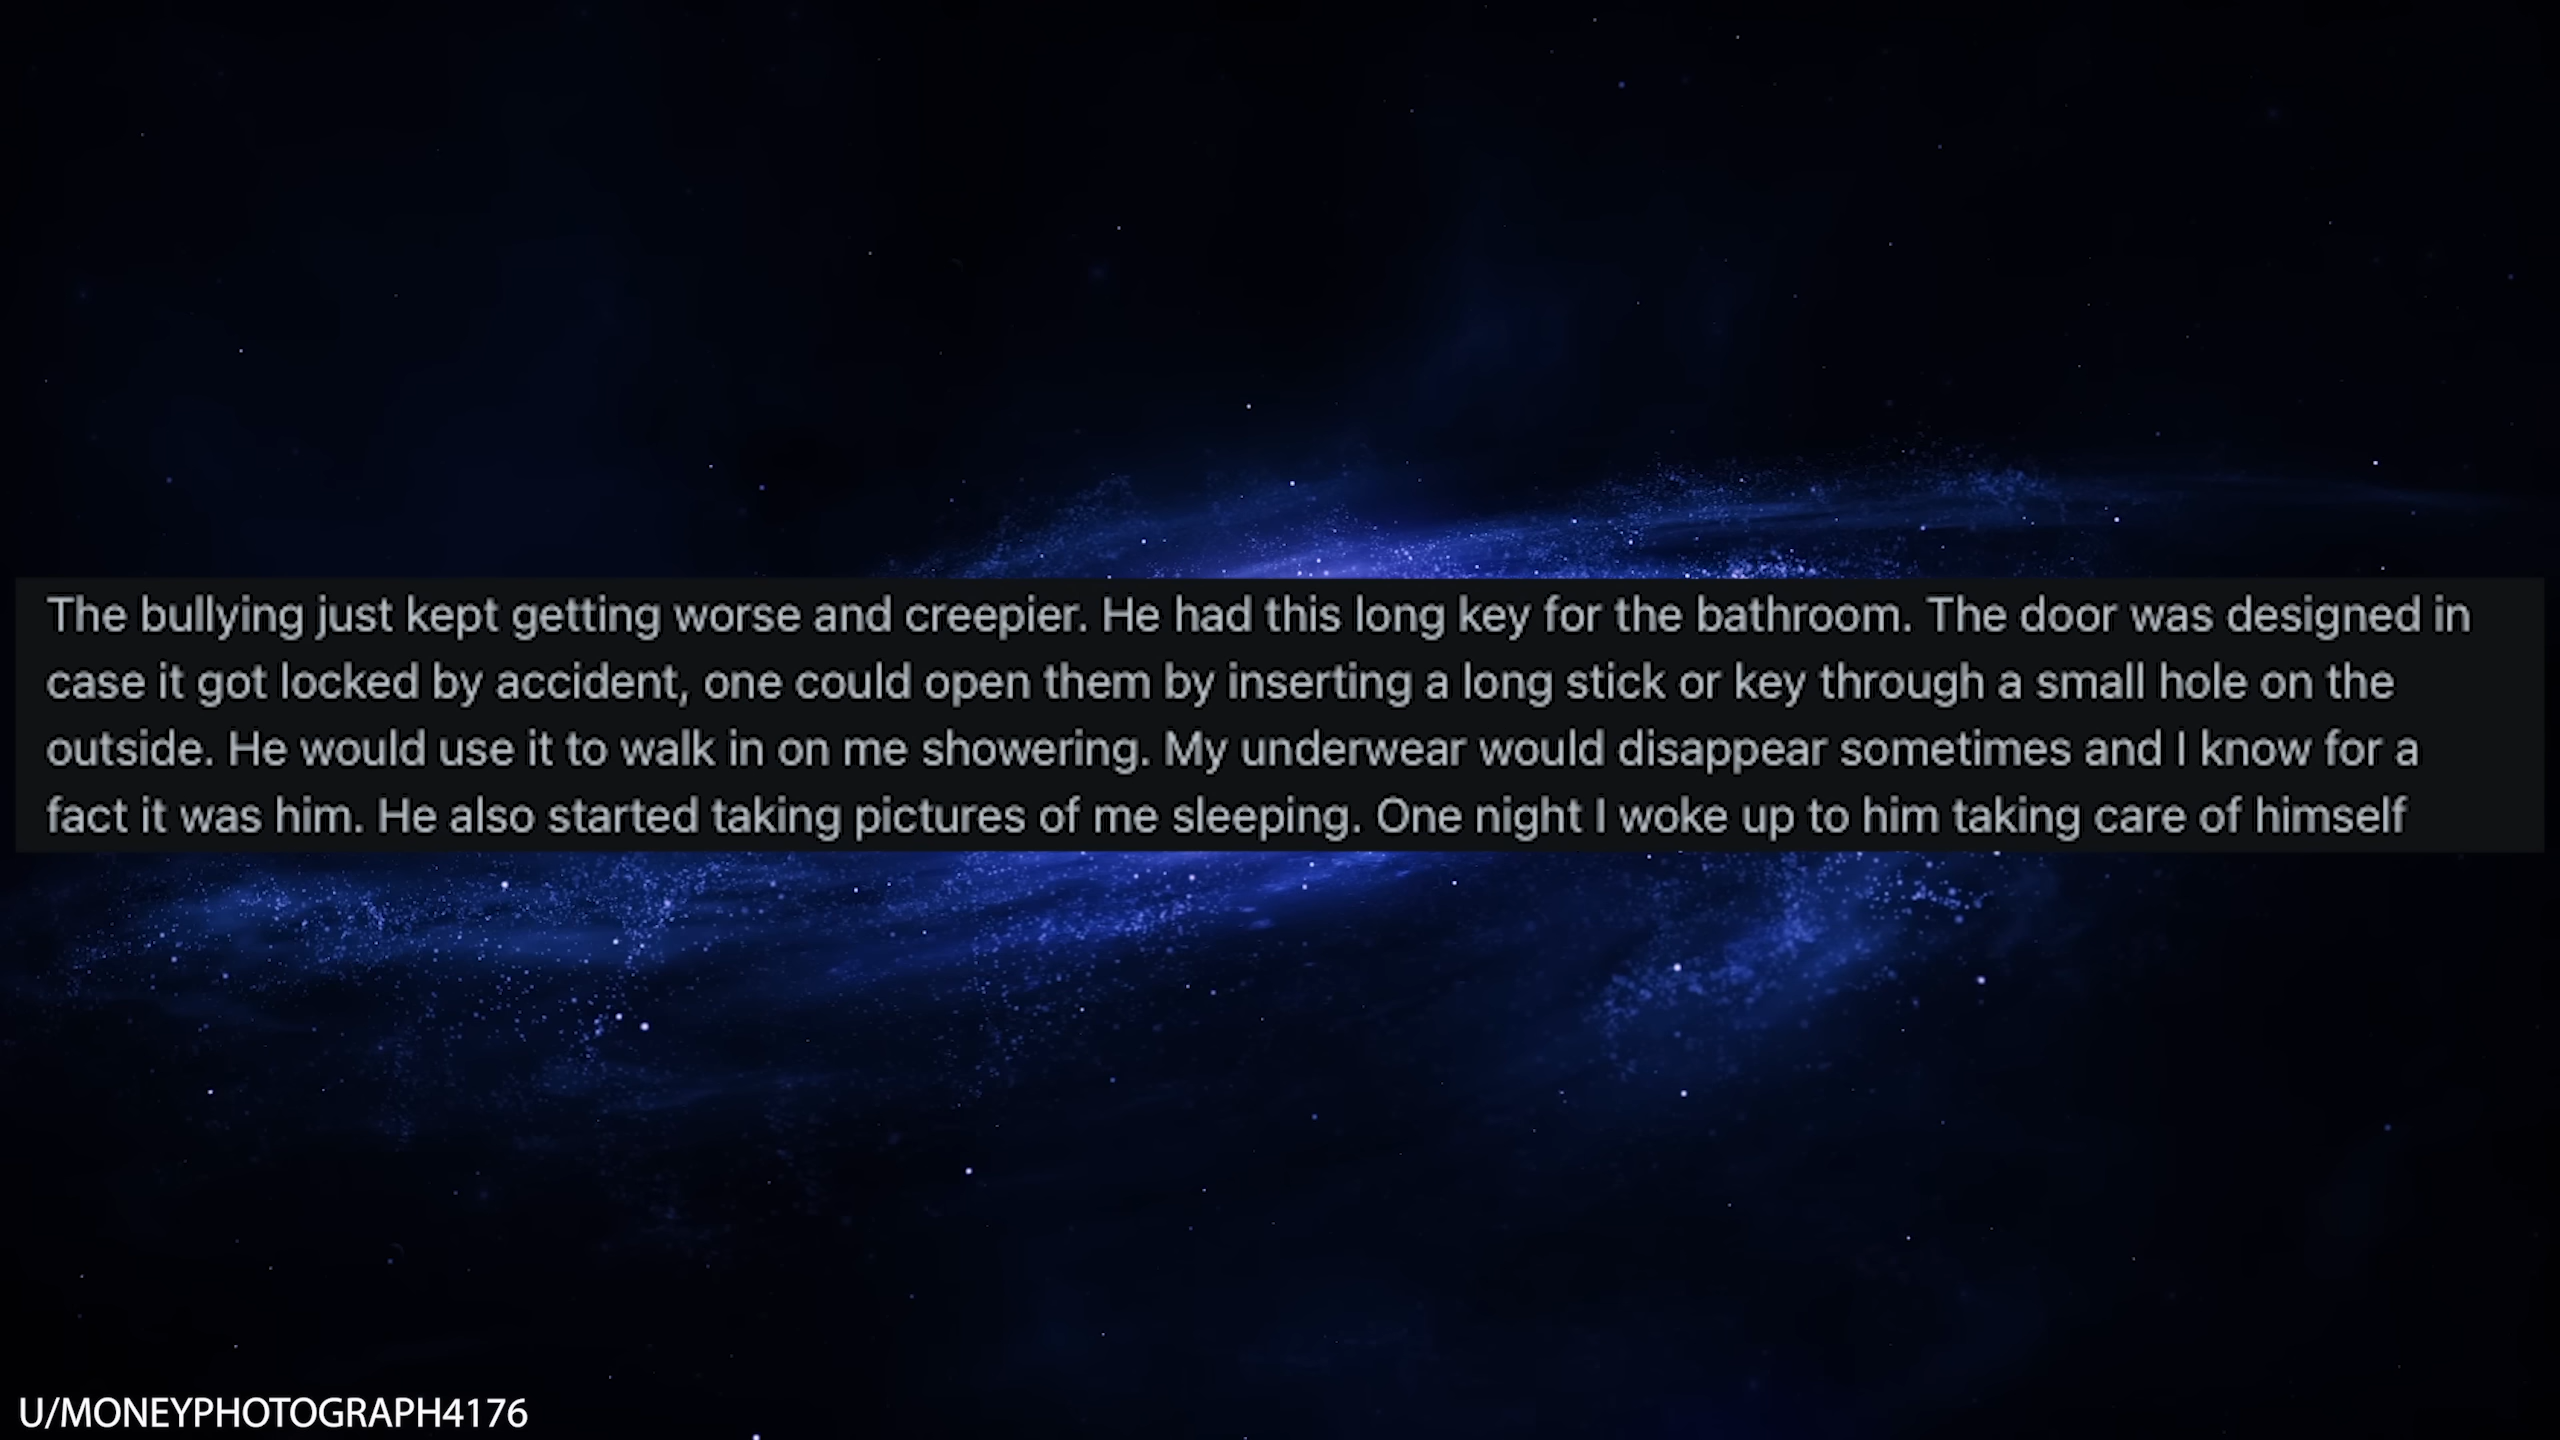 The bullying just kept getting worse and creepier. He had this long key for the bathroom. The door was designed in
case it got locked by accident, one could open them by inserting a long stick or key through a small hole on the
outside. He would use it to walk in on me showering. My underwear would disappear sometimes and I know for a
fact it was him. He also started taking pictures of me sleeping. One night I woke up to him taking care of himself
U/MONEYPHOTOGRAPH4176